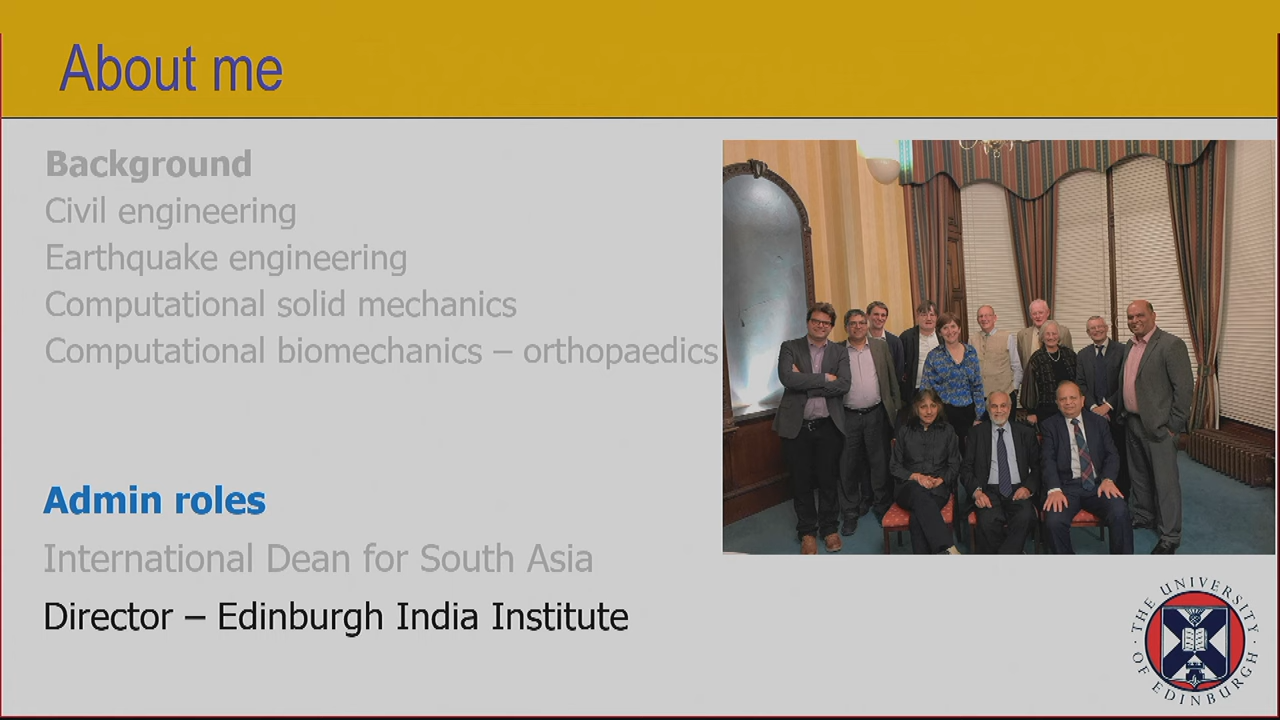 About me
Background
Civil engineering
Earthquake engineering
Computational solid mechanics
Computational biomechanics – orthopaedics
Admin roles
International Dean for South Asia
Director – Edinburgh India Institute
THE UNIVERSITY
OF EDINBURGH